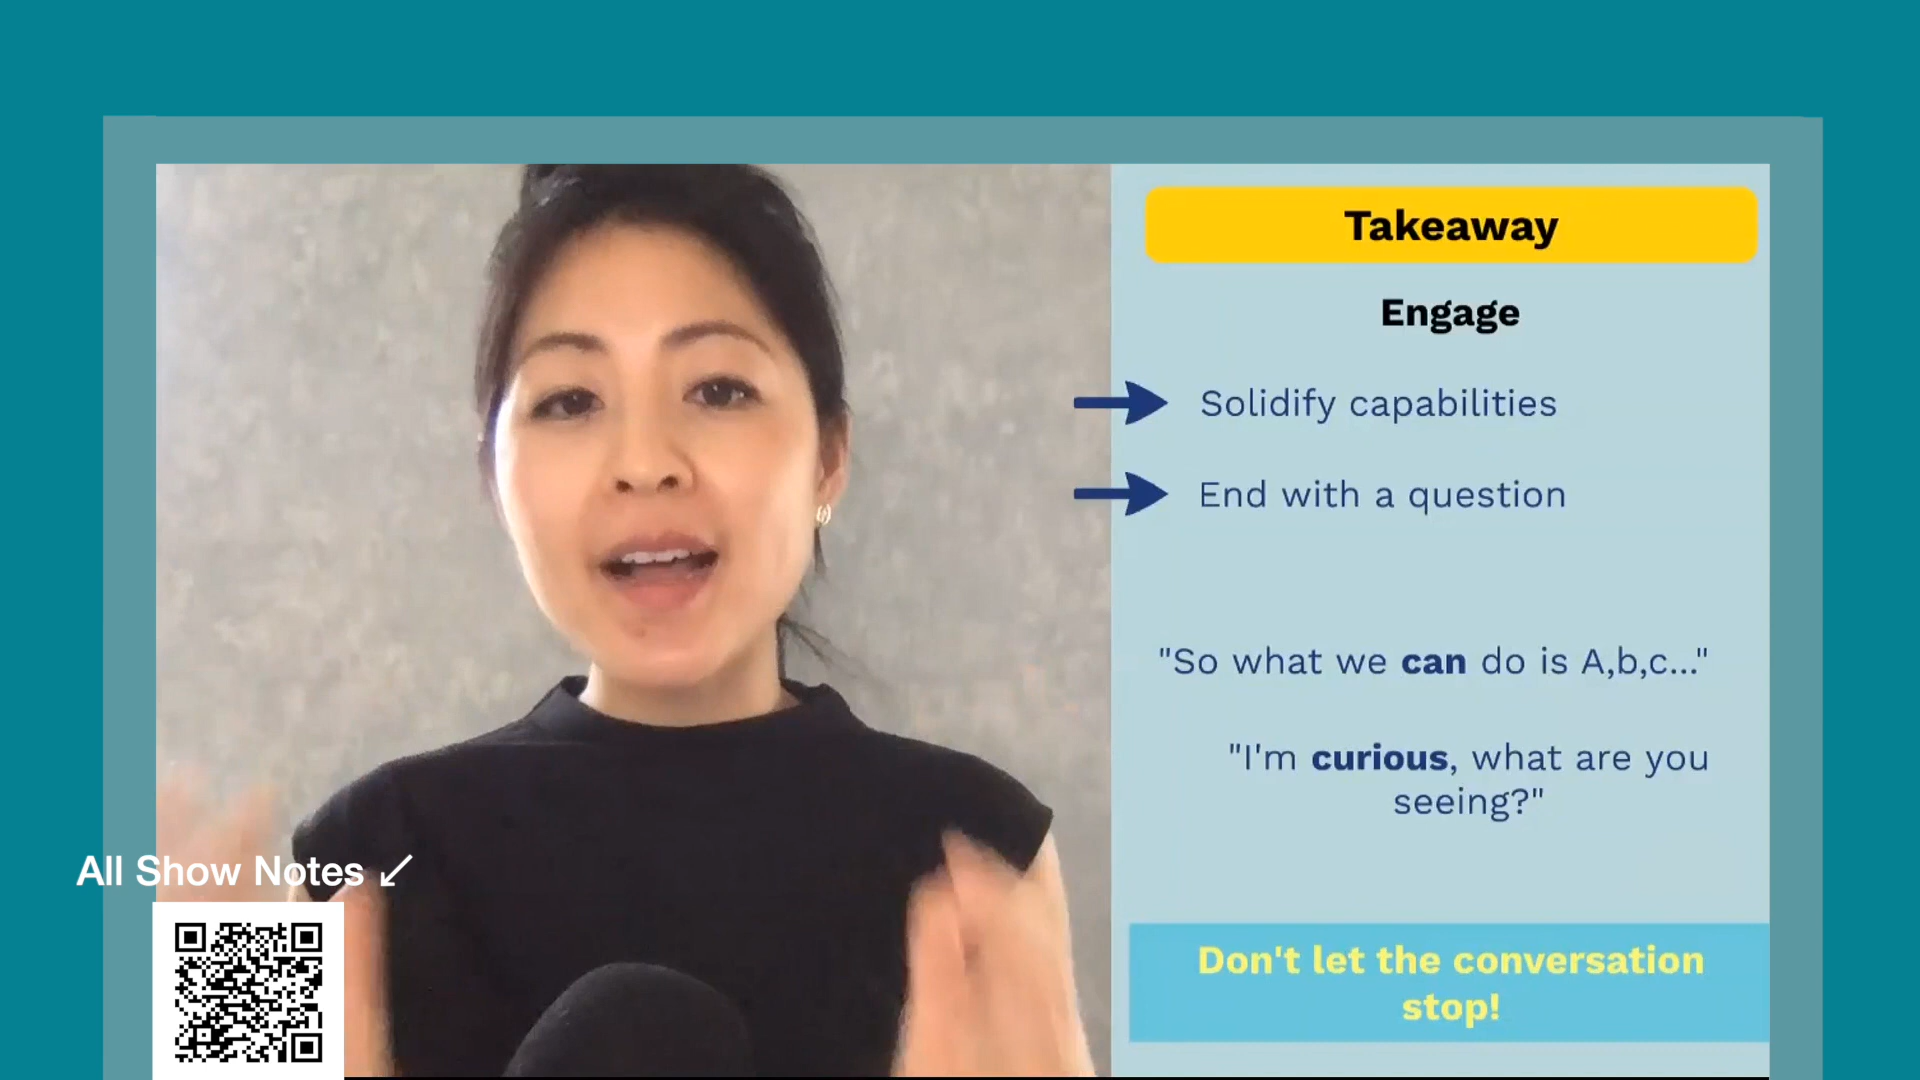 Takeaway
Engage
Solidify capabilities
End with a question
"So what we can do is A,b,c..."
"I'm curious, what are you
seeing?"
Don't let the conversation
stop!
All Show Notes ↙